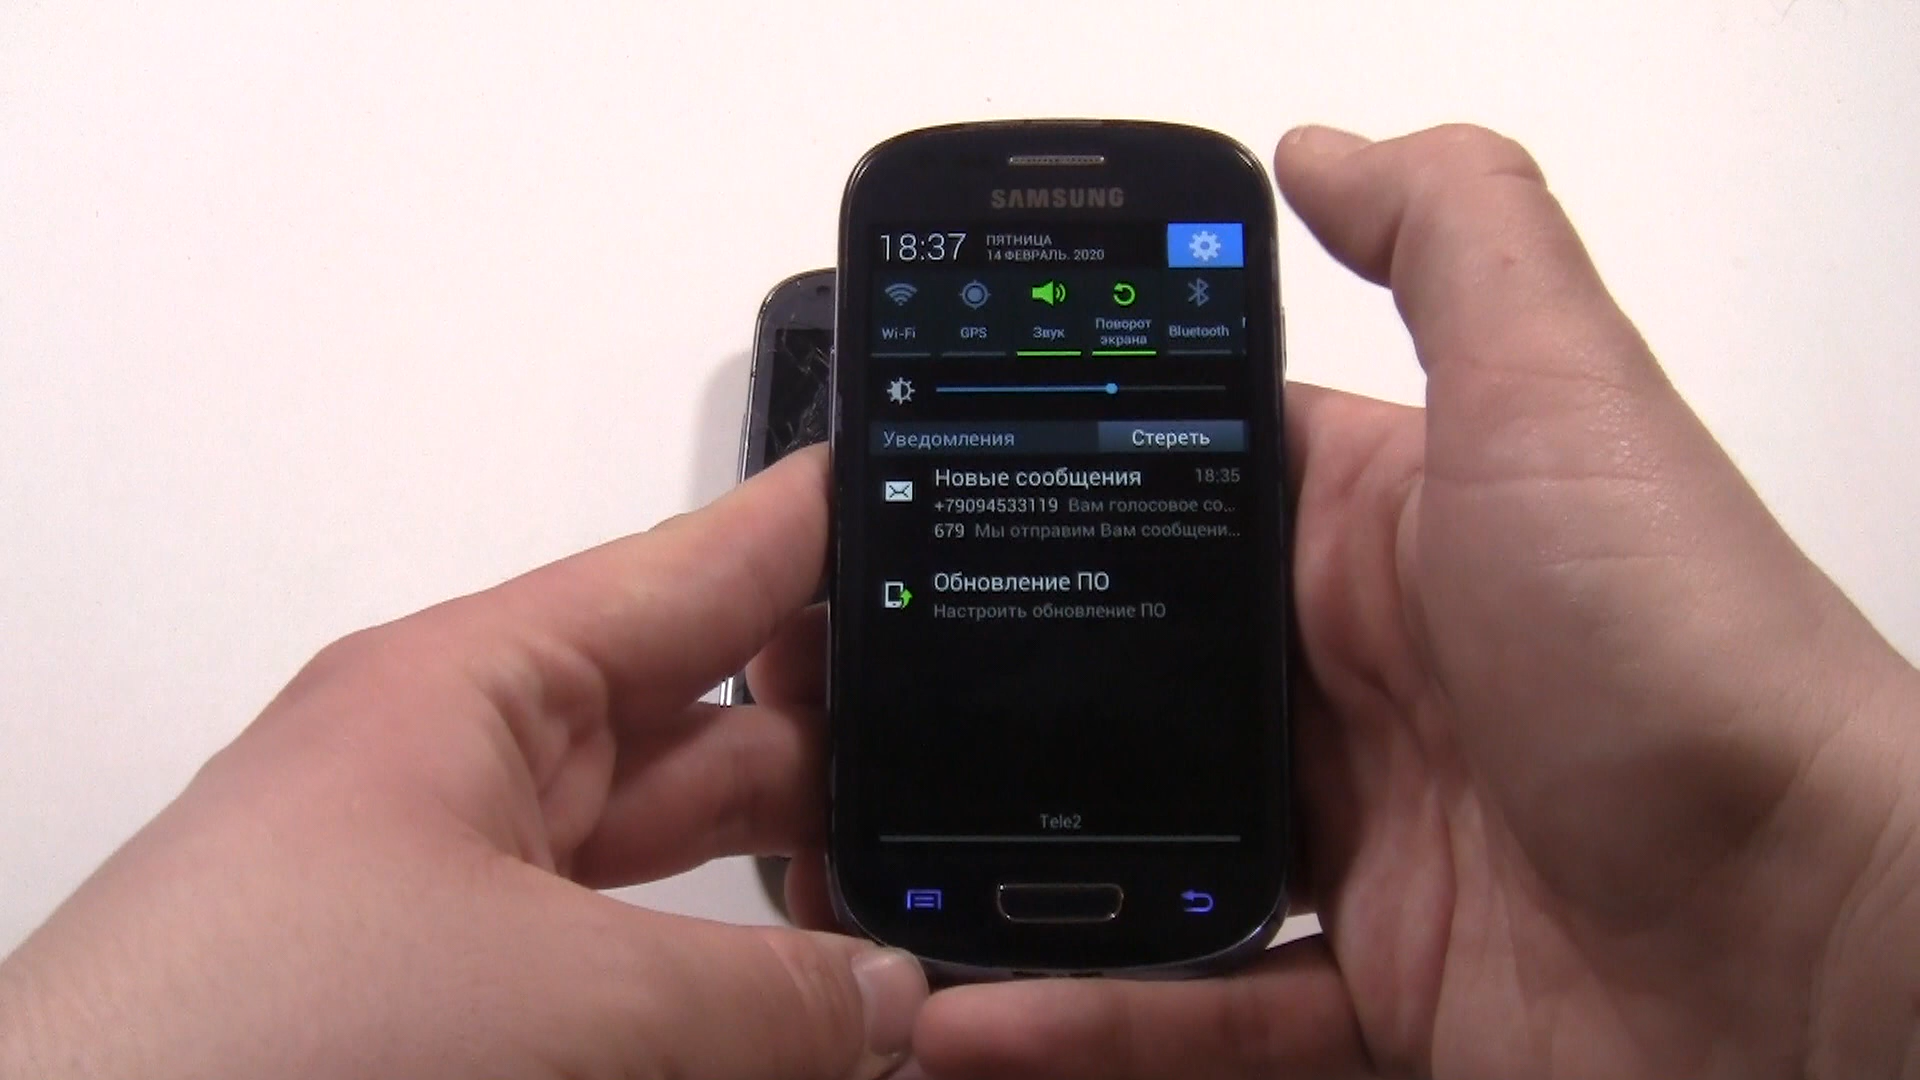 SAMSUNG
18:37
ПЯТНИЦА
14 ФЕВРАЛЬ. 2020
Wi-Fi
GPS
Звук
Поворот
экрана
Bluetooth
Уведомления
Стереть
Новые сообщения 18:35
+79094533119 Вам голосовое со...
679 Мы отправим Вам сообщени...
Обновление ПО
Настроить обновление ПО
Tele2